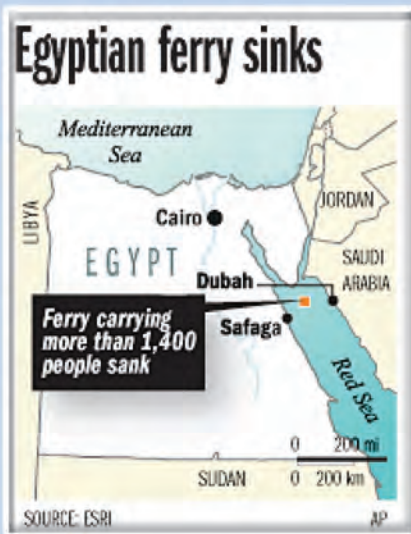 Egyptian ferry sinks
Mediterranean
Sea
LIBYA
Cairo
JORDAN
EGYPT
SAUDI
ARABIA
Dubah
Ferry carrying
more than 1,400
people sank
Safaga
Red Sea
0 200 mi
SUDAN
0 200 km
SOURCE: ESRI
AP